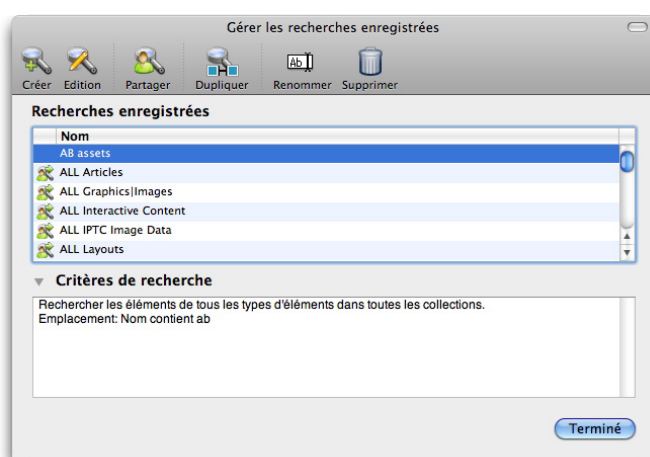 Gérer les recherches enregistrées
Créer Edition Partager Dupliquer Renommer Supprimer
Recherches enregistrées
Nom
AB assets
ALL Articles
ALL Graphics|Images
ALL Interactive Content
ALL IPTC Image Data
ALL Layouts
Critères de recherche
Rechercher les éléments de tous les types d'éléments dans toutes les collections.
Emplacement: Nom contient ab
Terminé